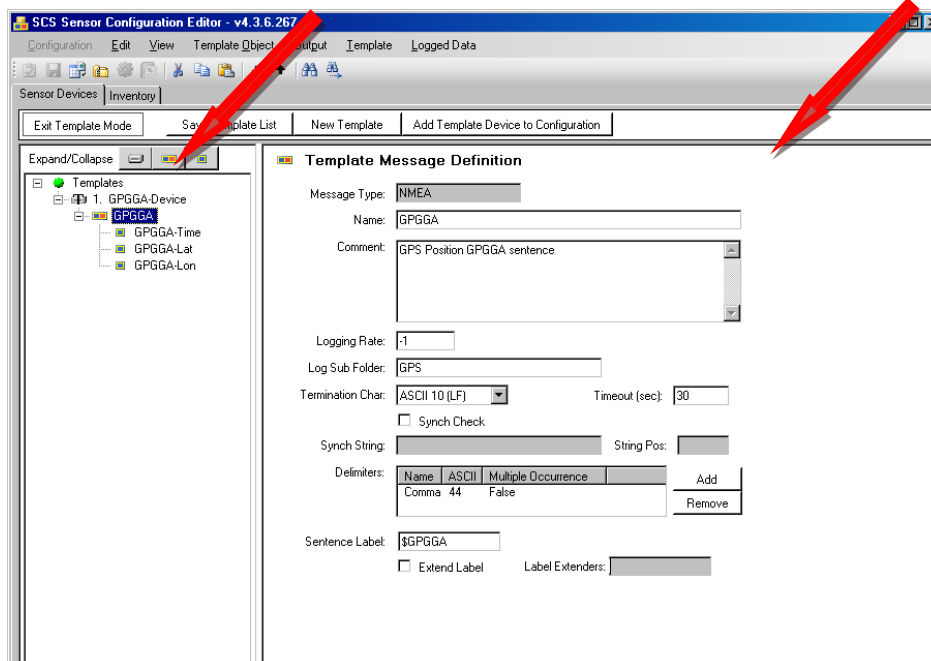 SCS Sensor Configuration Editor - v4.3.6.267
Configuration Edit View Template Object Output Template Logged Data
Sensor Devices Inventory
Exit Template Mode Save Template List New Template Add Template Device to Configuration
Expand/Collapse
Templates
1. GPGGA-Device
GPGGA
GPGGA-Time
GPGGA-Lat
GPGGA-Lon
Template Message Definition
Message Type: NMEA
Name: GPGGA
Comment: GPS Position GPGGA sentence
Logging Rate: -1
Log Sub Folder: GPS
Termination Char: ASCII 10 (LF) Timeout (sec): 30
Synch Check
Synch String: String Pos:
Delimiters: Name ASCII Multiple Occurrence
Comma 44 False
Add
Remove
Sentence Label: $GPGGA
Extend Label Label Extenders: